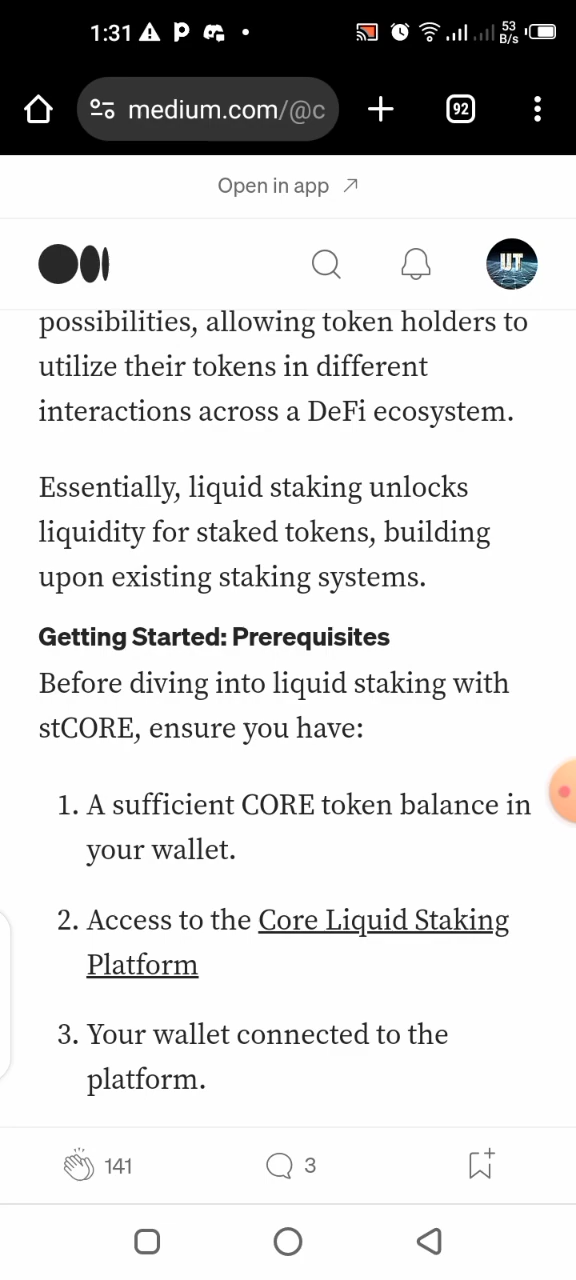 1:31
53
B/s
medium.com/@c
92
Open in app
UT
possibilities, allowing token holders to
utilize their tokens in different
interactions across a DeFi ecosystem.
Essentially, liquid staking unlocks
liquidity for staked tokens, building
upon existing staking systems.
Getting Started: Prerequisites
Before diving into liquid staking with
stCORE, ensure you have:
1. A sufficient CORE token balance in
your wallet.
2. Access to the Core Liquid Staking
Platform
3. Your wallet connected to the
platform.
141
3